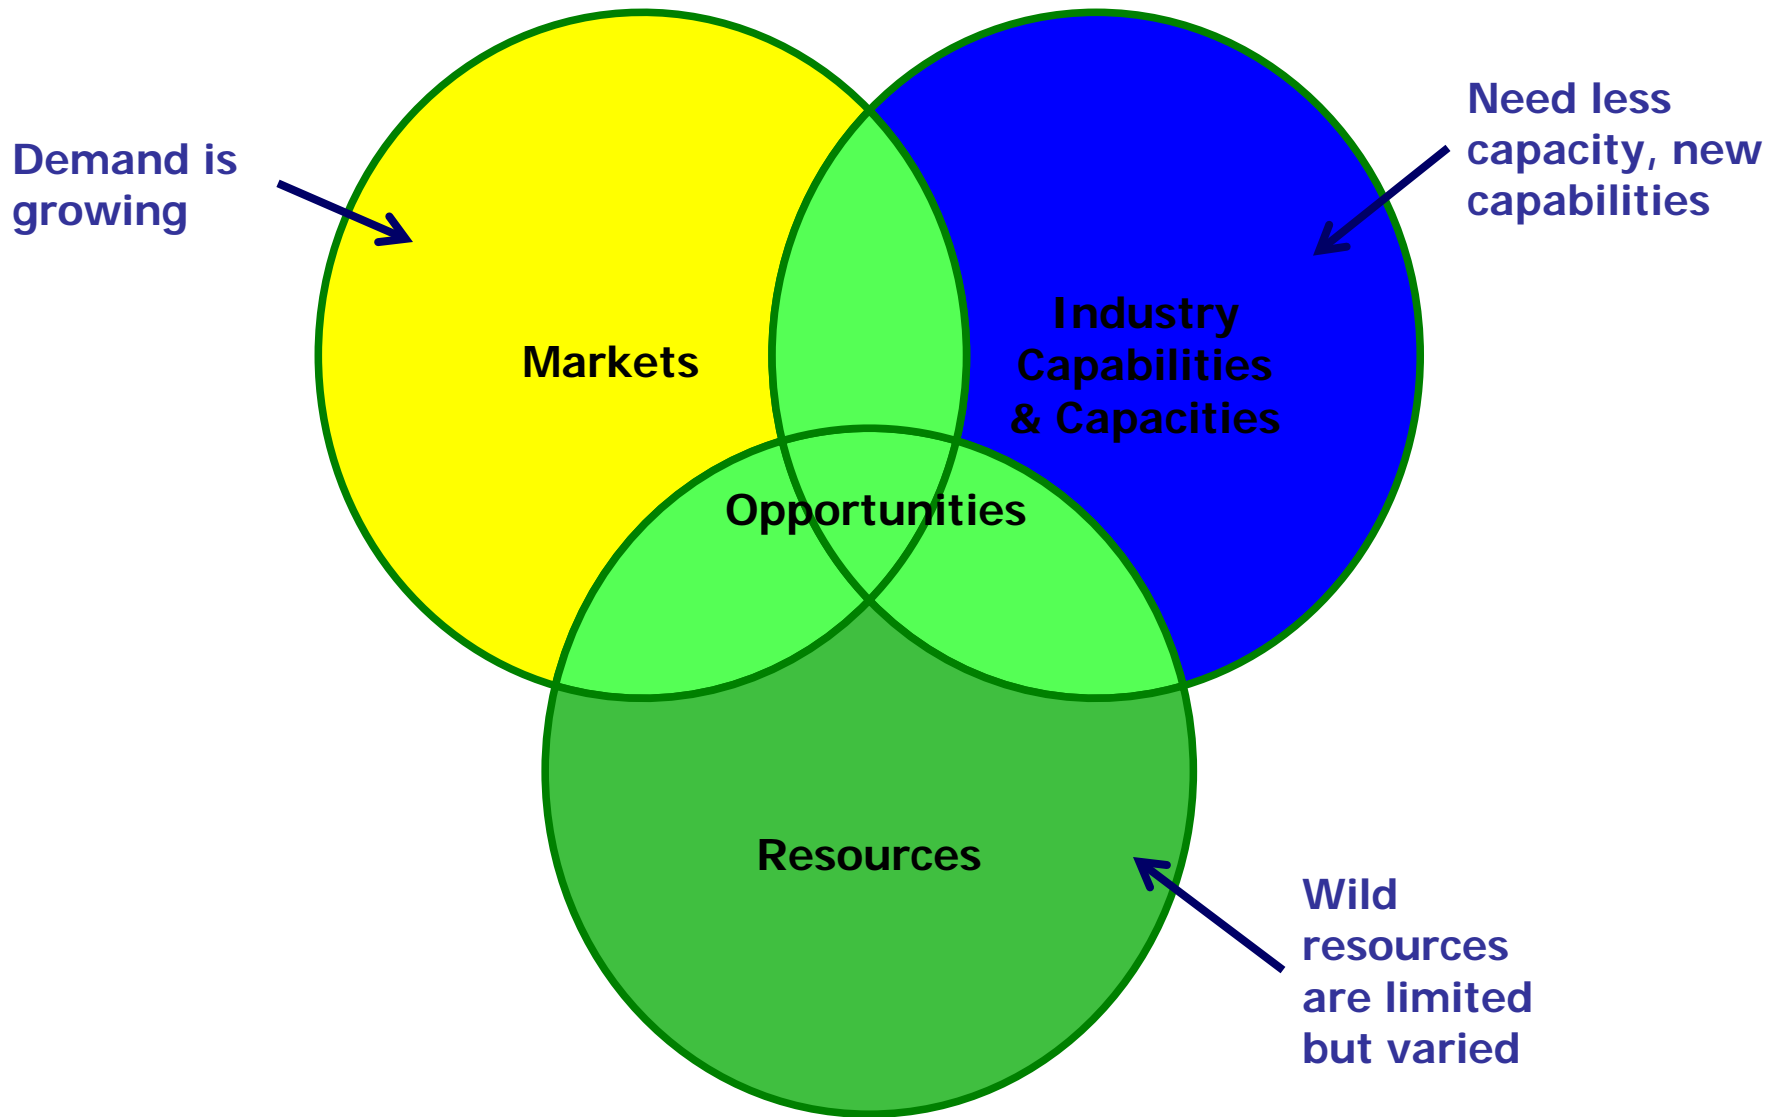 Demand is
growing
Need less
capacity, new
capabilities
Markets
Industry
Capabilities
& Capacities
Opportunities
Resources
Wild
resources
are limited
but varied